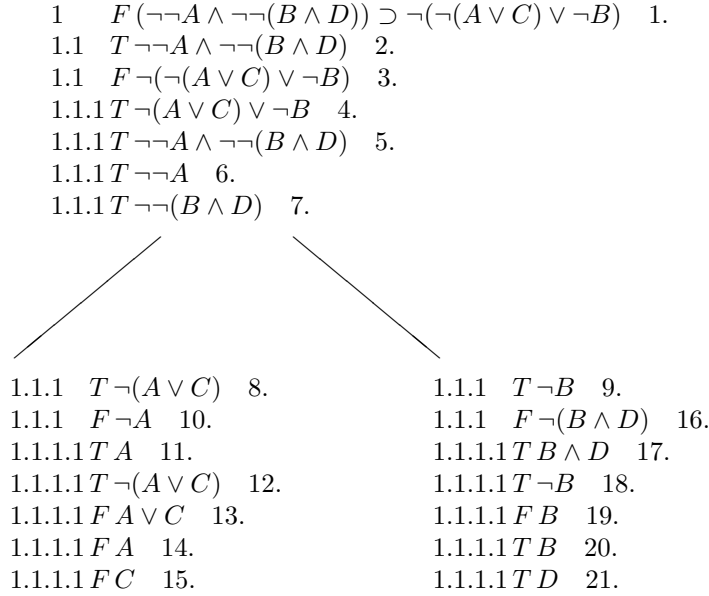 1 F (¬¬A ∧ ¬¬(B ∧ D)) ⊃ ¬(¬(A ∨ C) ∨ ¬B) 1.
1.1 T ¬¬A ∧ ¬¬(B ∧ D) 2.
1.1 F ¬(¬(A ∨ C) ∨ ¬B) 3.
1.1.1 T ¬(A ∨ C) ∨ ¬B 4.
1.1.1 T ¬¬A ∧ ¬¬(B ∧ D) 5.
1.1.1 T ¬¬A 6.
1.1.1 T ¬¬(B ∧ D) 7.
1.1.1 T ¬(A ∨ C) 8.
1.1.1 F ¬A 10.
1.1.1.1 T A 11.
1.1.1.1 T ¬(A ∨ C) 12.
1.1.1.1 F A ∨ C 13.
1.1.1.1 F A 14.
1.1.1.1 F C 15.
1.1.1 T ¬B 9.
1.1.1 F ¬(B ∧ D) 16.
1.1.1.1 T B ∧ D 17.
1.1.1.1 T ¬B 18.
1.1.1.1 F B 19.
1.1.1.1 T B 20.
1.1.1.1 T D 21.